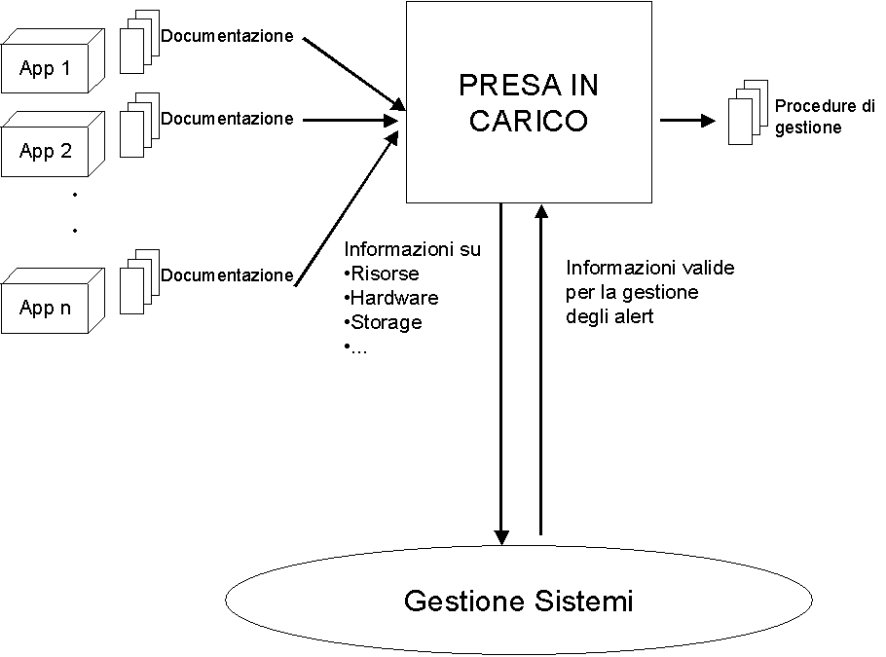 App 1
Documentazione
App 2
Documentazione
App n
Documentazione
PRESA IN
CARICO
Procedure di
gestione
Informazioni su
•Risorse
•Hardware
•Storage
•...
Informazioni valide
per la gestione
degli alert
Gestione Sistemi